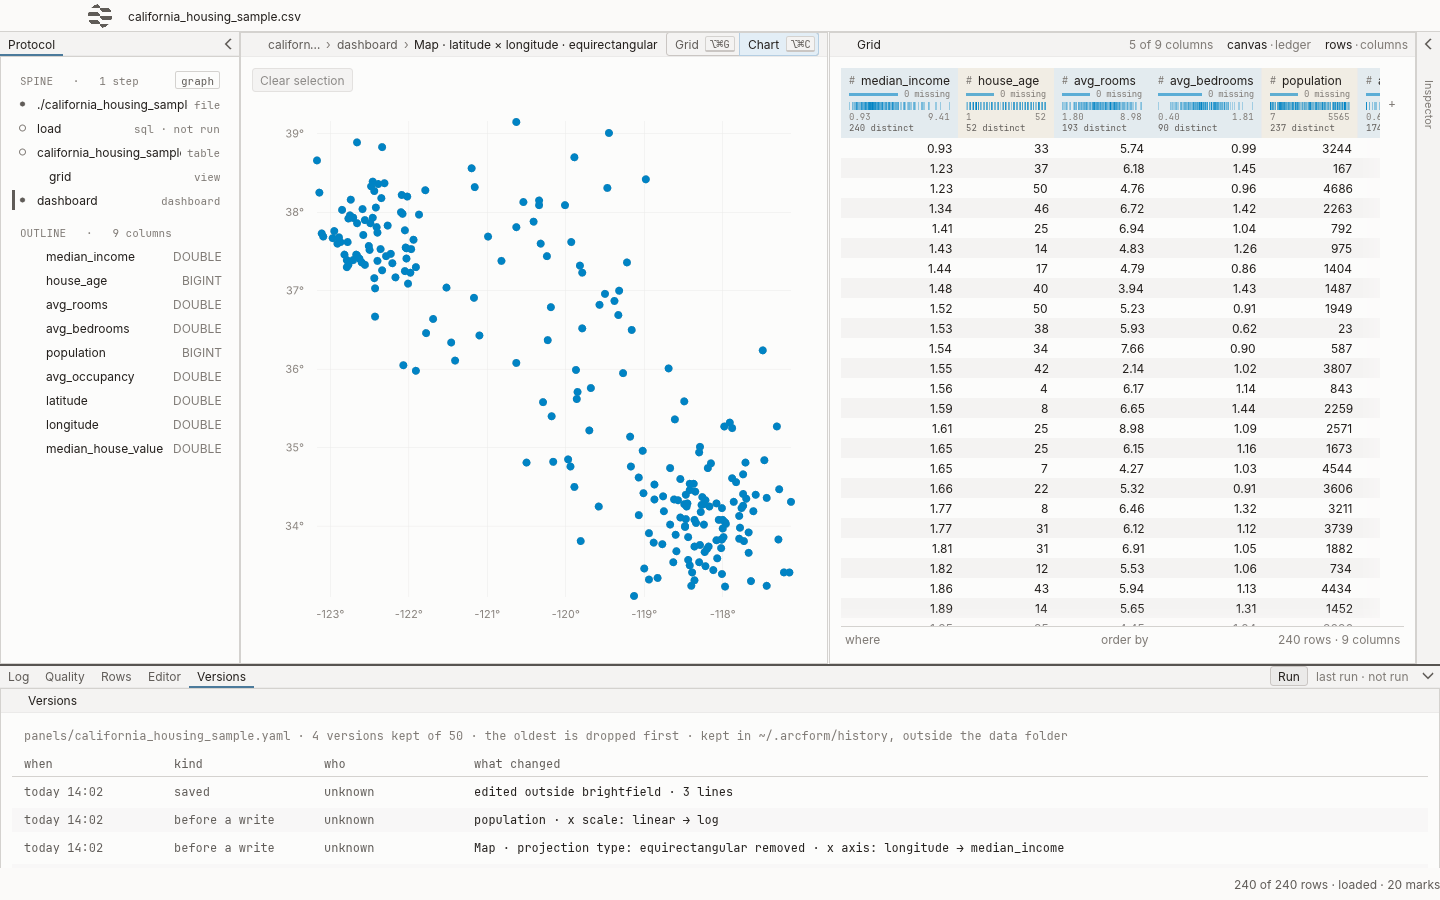 california_housing_sample.csv
Protocol
californ... › dashboard › Map · latitude × longitude · equirectangular
Grid ⌥⌘G Chart ⌥⌘C
Grid
5 of 9 columns canvas · ledger rows · columns
SPINE · 1 step graph
./california_housing_sampl file
load sql · not run
california_housing_sampl table
grid view
dashboard dashboard
OUTLINE · 9 columns
median_income DOUBLE
house_age BIGINT
avg_rooms DOUBLE
avg_bedrooms DOUBLE
population BIGINT
avg_occupancy DOUBLE
latitude DOUBLE
longitude DOUBLE
median_house_value DOUBLE
Clear selection
39°
38°
37°
36°
35°
34°
-123° -122° -121° -120° -119° -118°
# median_income # house_age # avg_rooms # avg_bedrooms # population #
0 missing 0 missing 0 missing 0 missing 0 missing
0.93 9.41 1 52 1.80 8.98 0.40 1.81 7 5565
240 distinct 52 distinct 193 distinct 90 distinct 237 distinct 174
+
0.93 33 5.74 0.99 3244
1.23 37 6.18 1.45 167
1.23 50 4.76 0.96 4686
1.34 46 6.72 1.42 2263
1.41 25 6.94 1.04 792
1.43 14 4.83 1.26 975
1.44 17 4.79 0.86 1404
1.48 40 3.94 1.43 1487
1.52 50 5.23 0.91 1949
1.53 38 5.93 0.62 23
1.54 34 7.66 0.90 587
1.55 42 2.14 1.02 3807
1.56 4 6.17 1.14 843
1.59 8 6.65 1.44 2259
1.61 25 8.98 1.09 2571
1.65 25 6.15 1.16 1673
1.65 7 4.27 1.03 4544
1.66 22 5.32 0.91 3606
1.77 8 6.46 1.32 3211
1.77 31 6.12 1.12 3739
1.81 31 6.91 1.05 1882
1.82 12 5.53 1.06 734
1.86 43 5.94 1.13 4434
1.89 14 5.65 1.31 1452
where order by 240 rows · 9 columns
Inspector
Log Quality Rows Editor Versions
Run last run · not run
Versions
panels/california_housing_sample.yaml · 4 versions kept of 50 · the oldest is dropped first · kept in ~/.arcform/history, outside the data folder
when kind who what changed
today 14:02 saved unknown edited outside brightfield · 3 lines
today 14:02 before a write unknown population · x scale: linear → log
today 14:02 before a write unknown Map · projection type: equirectangular removed · x axis: longitude → median_income
240 of 240 rows · loaded · 20 marks